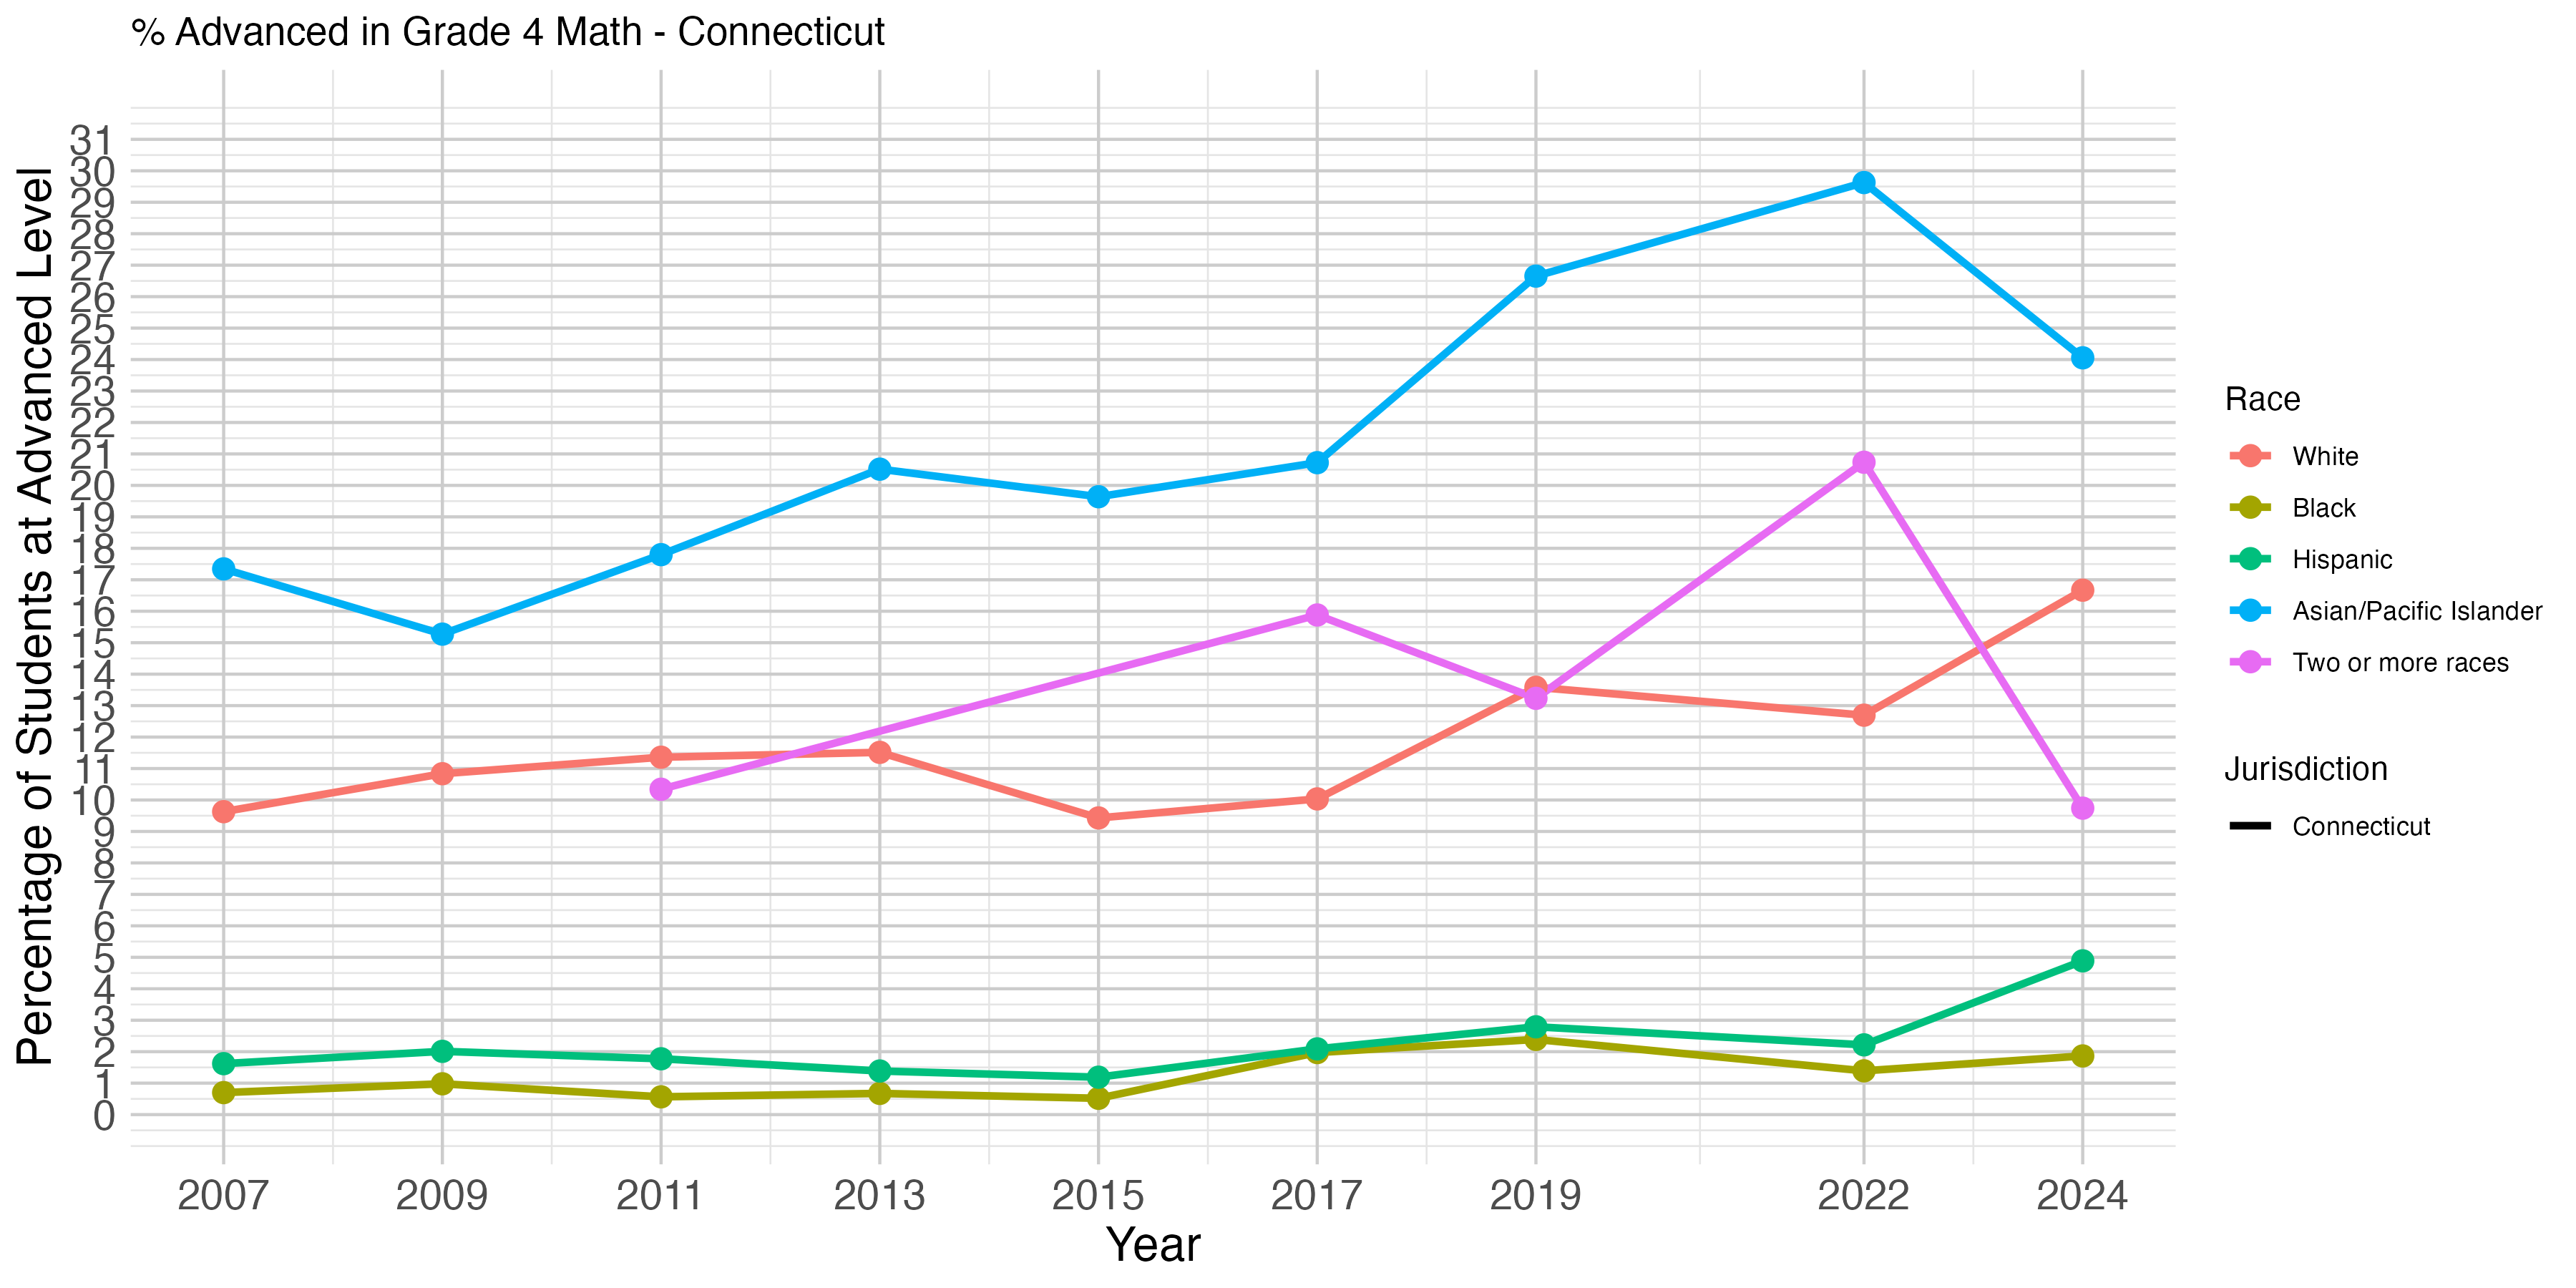 % Advanced in Grade 4 Math - Connecticut
Percentage of Students at Advanced Level
31
30
29
28
27
26
25
24
23
22
21
20
19
18
17
16
15
14
13
12
11
10
9
8
7
6
5
4
3
2
1
0
2007 2009 2011 2013 2015 2017 2019 2022 2024
Year
Race
White
Black
Hispanic
Asian/Pacific Islander
Two or more races
Jurisdiction
Connecticut